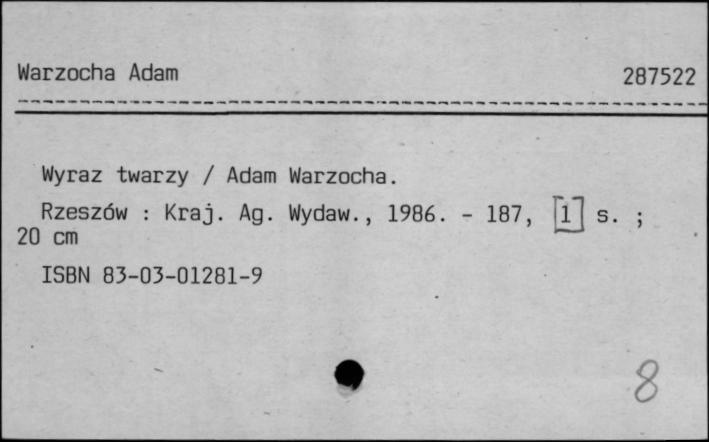 Warzocha Adam 287522
Wyraz twarzy / Adam Warzocha.
Rzeszów : Kraj. Ag. Wydaw., 1986. - 187, [1] s. ;
20 cm
ISBN 83-03-01281-9
8